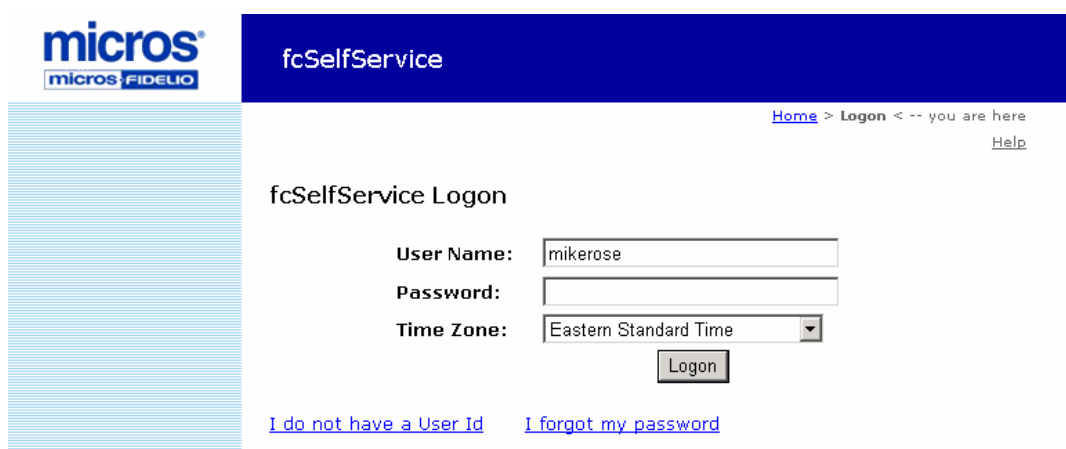 micros®
micros FIDELIO
fcSelfService
Home > Logon < -- you are here
Help
fcSelfService Logon
User Name: mikerose
Password:
Time Zone: Eastern Standard Time
Logon
I do not have a User Id I forgot my password